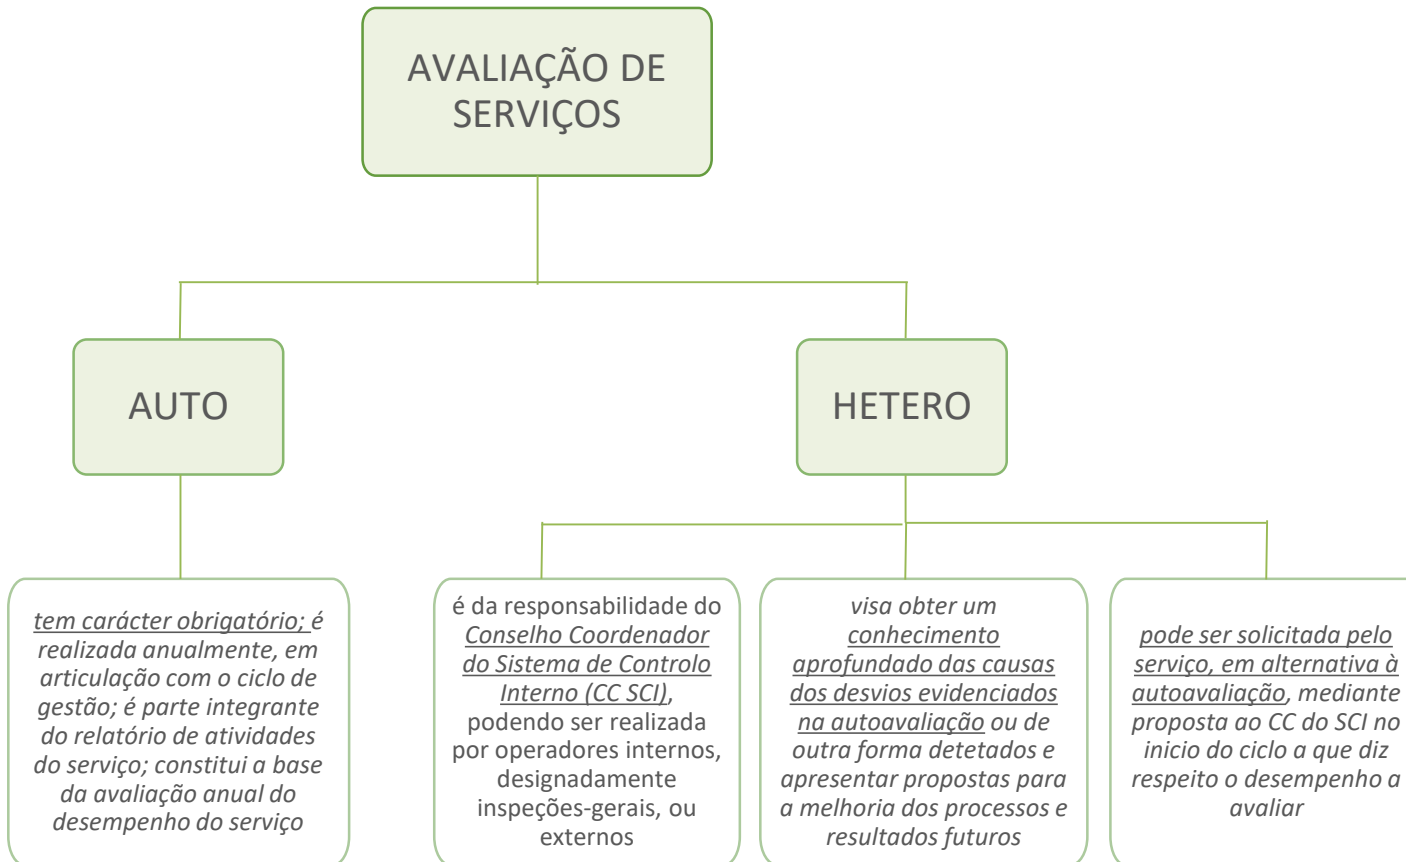 AVALIAÇÃO DE
SERVIÇOS
AUTO
HETERO
tem carácter obrigatório; é
realizada anualmente, em
articulação com o ciclo de
gestão; é parte integrante
do relatório de atividades
do serviço; constitui a base
da avaliação anual do
desempenho do serviço
é da responsabilidade do
Conselho Coordenador
do Sistema de Controlo
Interno (CC SCI),
podendo ser realizada
por operadores internos,
designadamente
inspeções-gerais, ou
externos
visa obter um
conhecimento
aprofundado das causas
dos desvios evidenciados
na autoavaliação ou de
outra forma detetados e
apresentar propostas para
a melhoria dos processos e
resultados futuros
pode ser solicitada pelo
serviço, em alternativa à
autoavaliação, mediante
proposta ao CC do SCI no
inicio do ciclo a que diz
respeito o desempenho a
avaliar